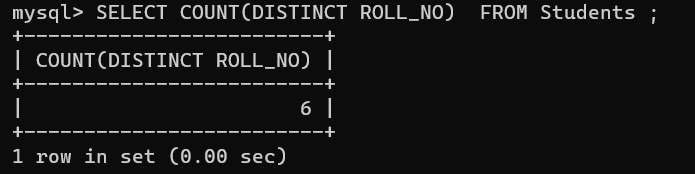 mysql> SELECT COUNT(DISTINCT ROLL_NO)  FROM Students ;
+-------------------------+
| COUNT(DISTINCT ROLL_NO) |
+-------------------------+
|                       6 |
+-------------------------+
1 row in set (0.00 sec)